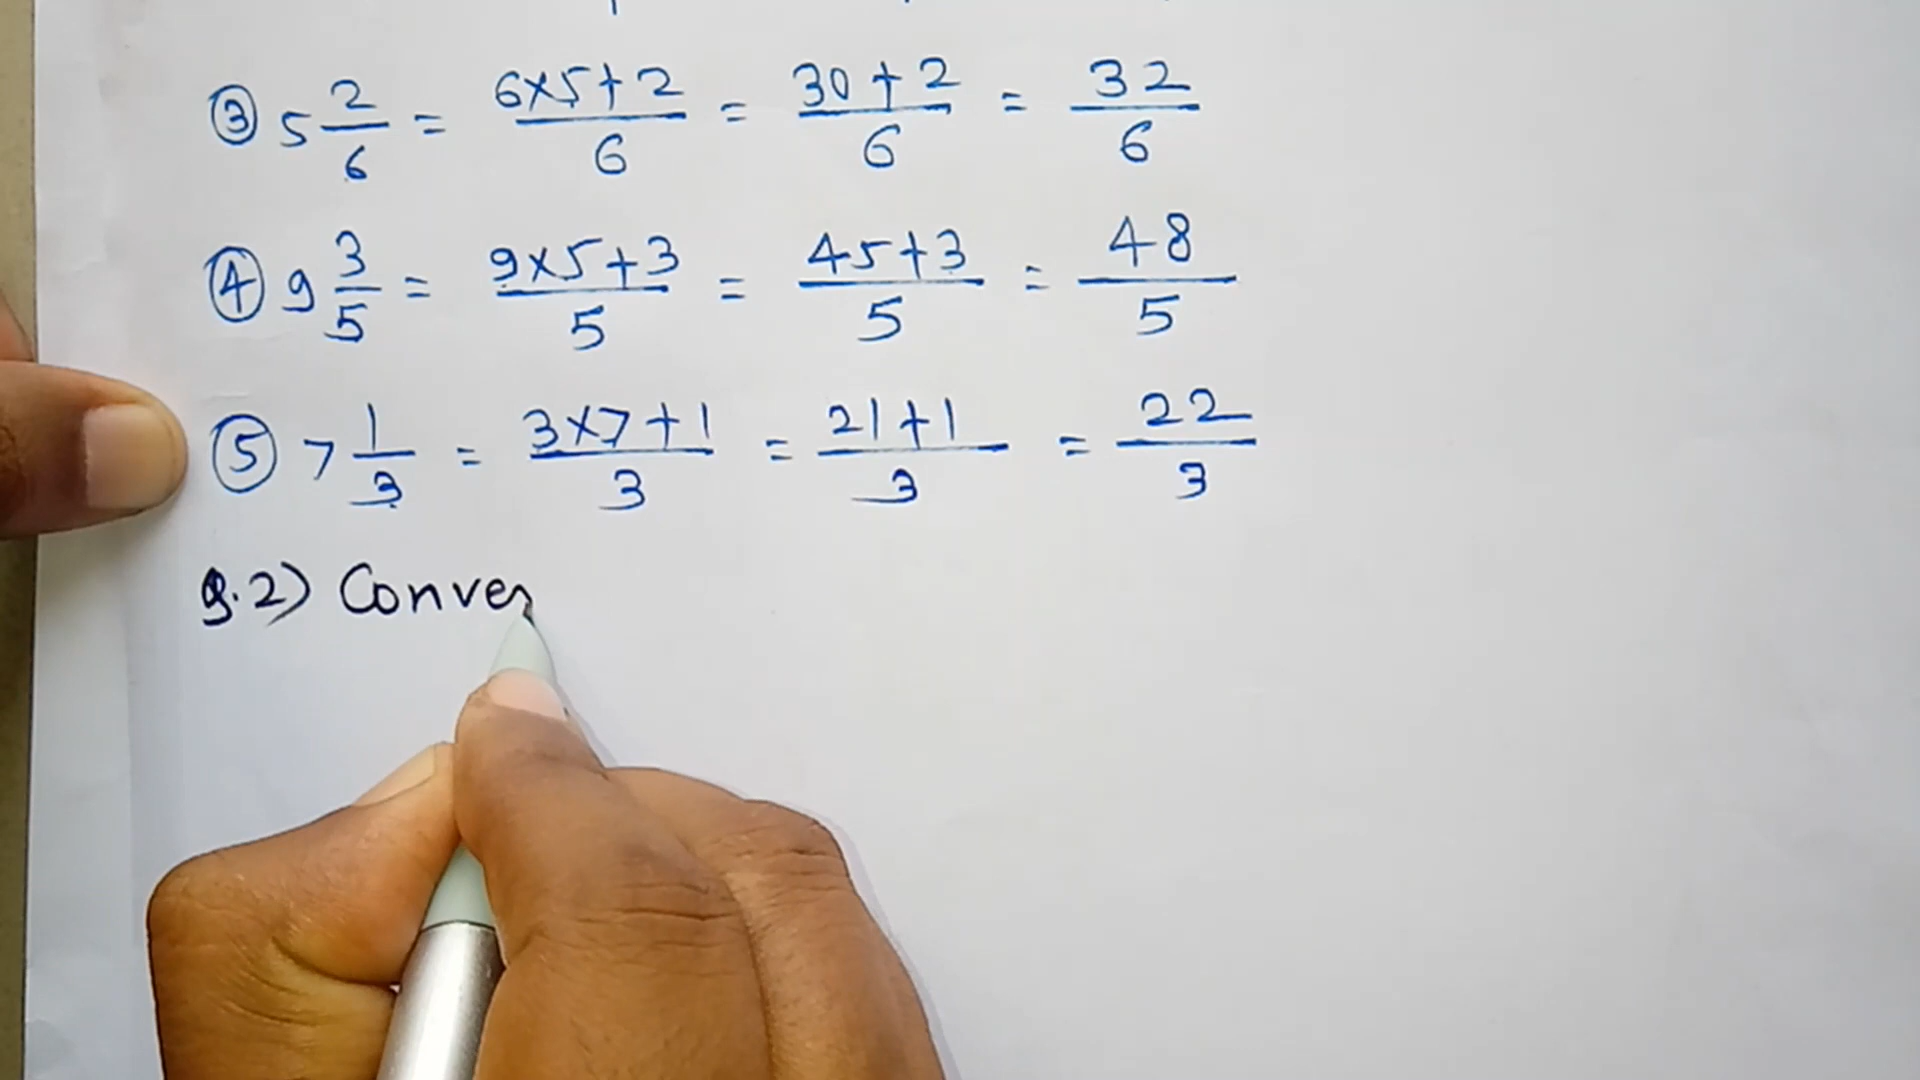 ③ 5 2/6 = 6×5+2/6 = 30+2/6 = 32/6
④ 9 3/5 = 9×5+3/5 = 45+3/5 = 48/5
⑤ 7 1/3 = 3×7+1/3 = 21+1/3 = 22/3
Q.2) Conver